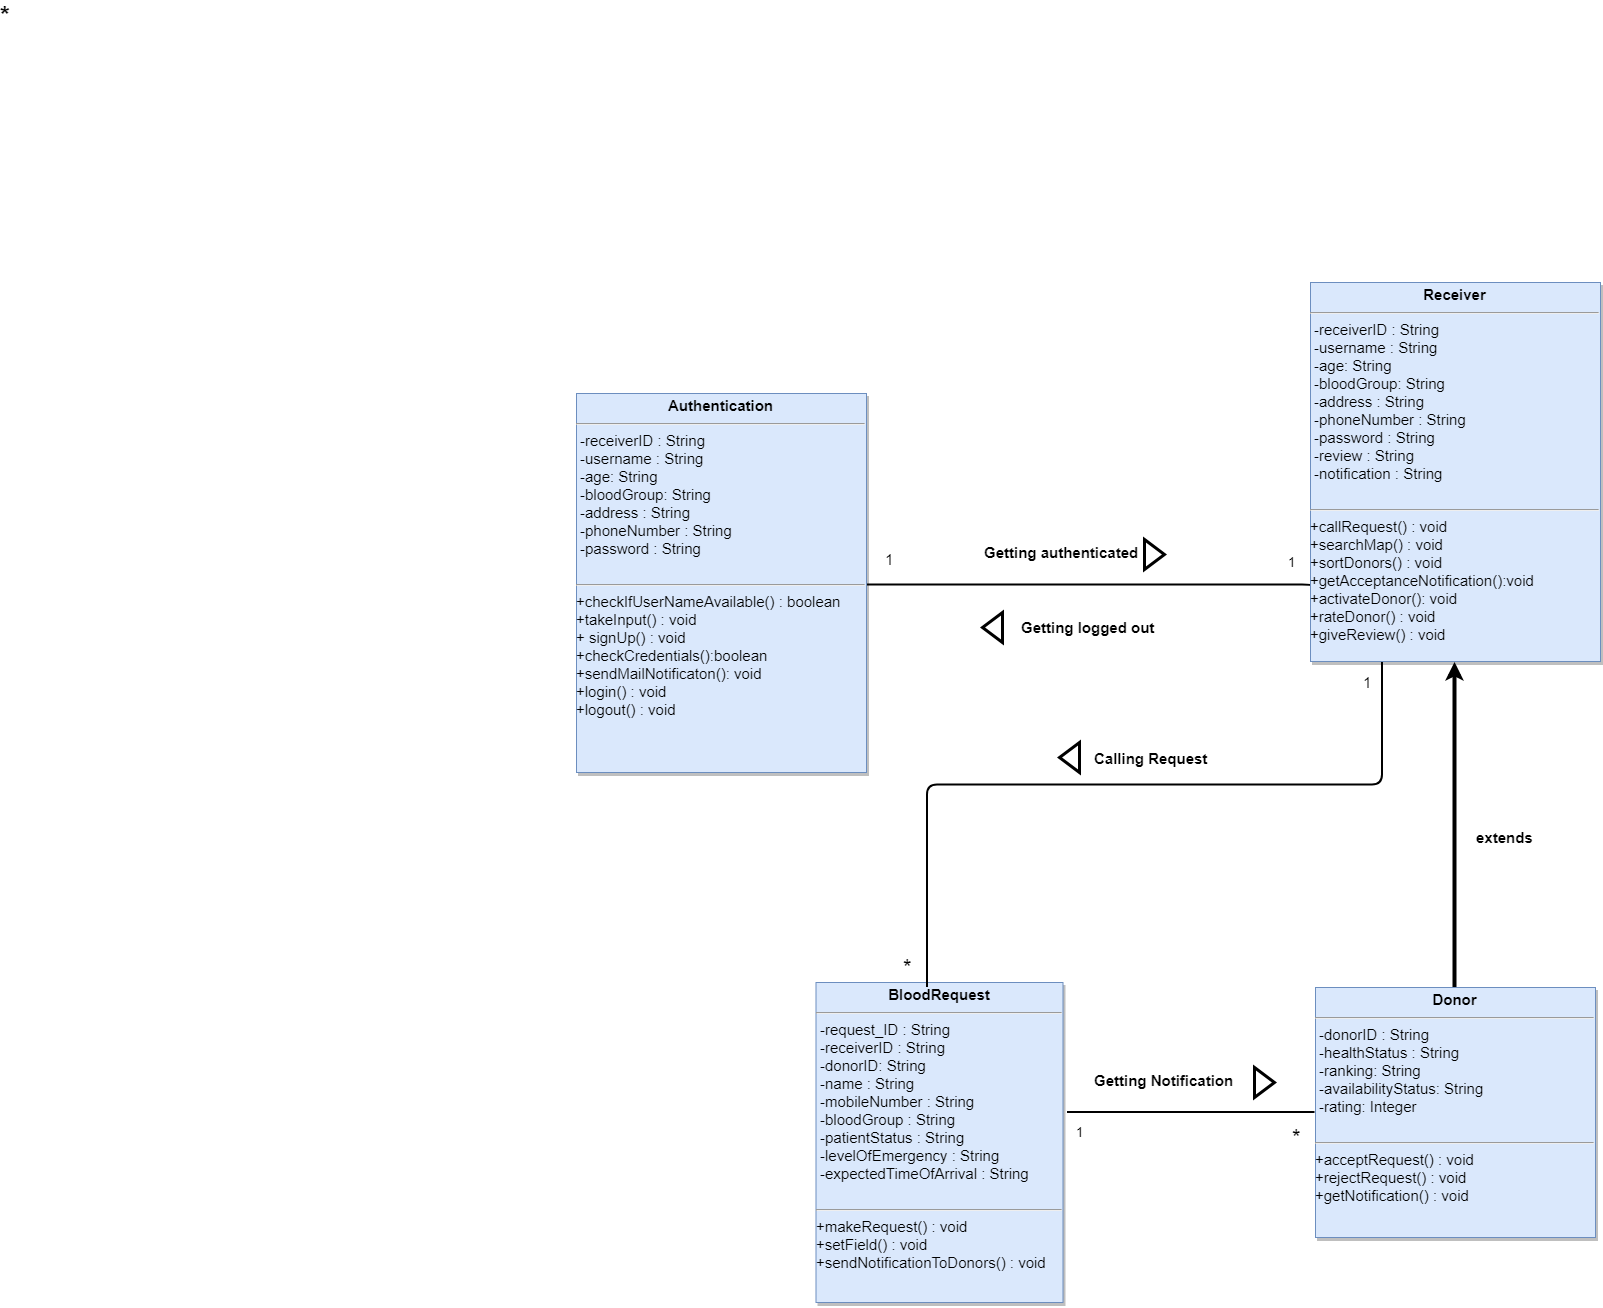 *
Receiver
-receiverID : String
-username : String
-age: String
-bloodGroup: String
-address : String
-phoneNumber : String
-password : String
-review : String
-notification : String
+callRequest() : void
+searchMap() : void
+sortDonors() : void
+getAcceptanceNotification():void
+activateDonor(): void
+rateDonor() : void
+giveReview() : void
Authentication
-receiverID : String
-username : String
-age: String
-bloodGroup: String
-address : String
-phoneNumber : String
-password : String
+checkIfUserNameAvailable() : boolean
+takeInput() : void
+ signUp() : void
+checkCredentials():boolean
+sendMailNotificaton(): void
+login() : void
+logout() : void
1
Getting authenticated
1
Getting logged out
1
Calling Request
extends
*
BloodRequest
-request_ID : String
-receiverID : String
-donorID: String
-name : String
-mobileNumber : String
-bloodGroup : String
-patientStatus : String
-levelOfEmergency : String
-expectedTimeOfArrival : String
+makeRequest() : void
+setField() : void
+sendNotificationToDonors() : void
Getting Notification
1
*
Donor
-donorID : String
-healthStatus : String
-ranking: String
-availabilityStatus: String
-rating: Integer
+acceptRequest() : void
+rejectRequest() : void
+getNotification() : void